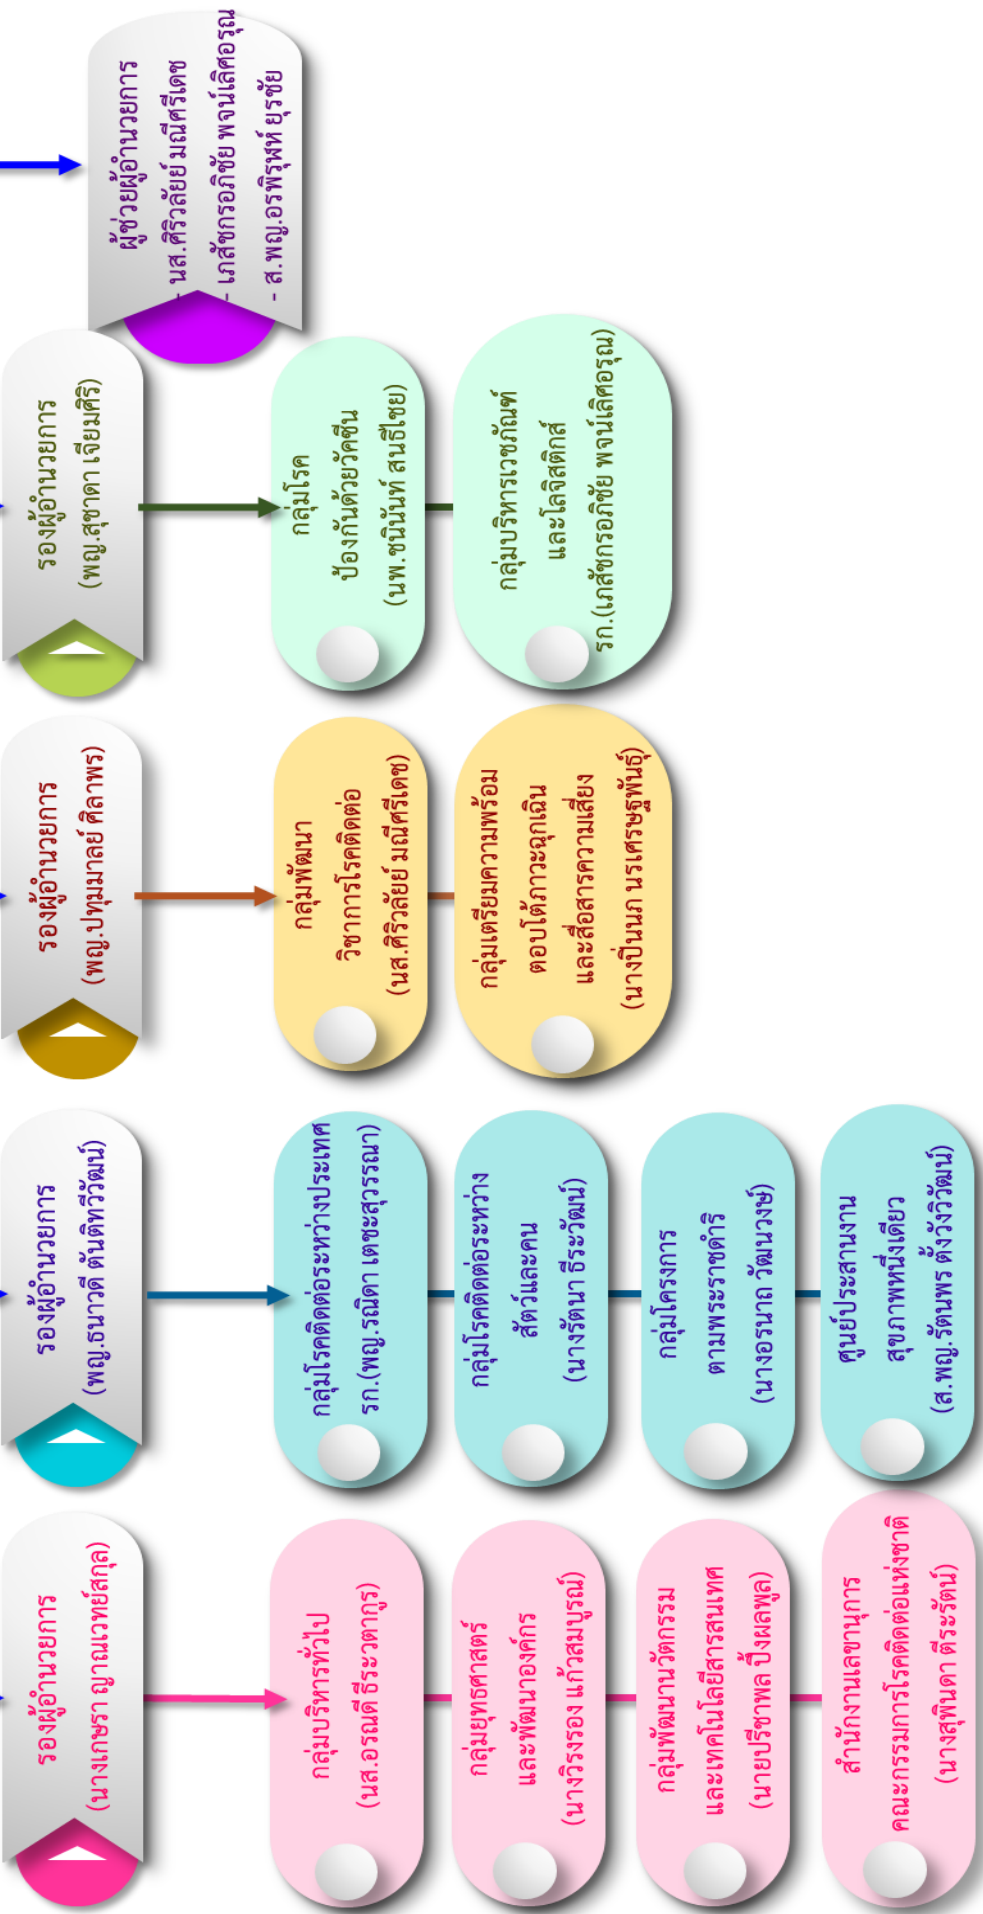 รองผู้อำนวยการ
(นางเกษรา ญาณเวทย์สกุล)
กลุ่มบริหารทั่วไป
(นส.อรณดี ธีระวตากูร)
กลุ่มยุทธศาสตร์
และพัฒนาองค์กร
(นางวิรงรอง แก้วสมบูรณ์)
กลุ่มพัฒนานวัตกรรม
และเทคโนโลยีสารสนเทศ
(นายปรีชาพล ปึงผลพูล)
สำนักงานเลขานุการ
คณะกรรมการโรคติดต่อแห่งชาติ
(นางสุพินดา ตีระรัตน์)
รองผู้อำนวยการ
(พญ.ธนาวดี ตันติทวีวัฒน์)
กลุ่มโรคติดต่อระหว่างประเทศ
รก.(พญ.รณิดา เตชะสุวรรณา)
กลุ่มโรคติดต่อระหว่าง
สัตว์และคน
(นางรัตนา ธีระวัฒน์)
กลุ่มโครงการ
ตามพระราชดำริ
(นางอรนาถ วัฒนวงษ์)
ศูนย์ประสานงาน
สุขภาพหนึ่งเดียว
(ส.พญ.รัตนพร ตั้งวังวิวัฒน์)
รองผู้อำนวยการ
(พญ.ปทุมมาลย์ ศิลาพร)
กลุ่มพัฒนา
วิชาการโรคติดต่อ
(นส.ศิริวลัยย์ มณีศรีเดช)
กลุ่มเตรียมความพร้อม
ตอบโต้ภาวะฉุกเฉิน
และสื่อสารความเสี่ยง
(นางปิ่นนภ นรเศรษฐพันธุ์)
รองผู้อำนวยการ
(พญ.สุชาดา เจียมศิริ)
กลุ่มโรค
ป้องกันด้วยวัคซีน
(นพ.ชนินันท์ สนธิไชย)
กลุ่มบริหารเวชภัณฑ์
และโลจิสติกส์
รก.(เภสัชกรอภิชัย พจน์เลิศอรุณ)
ผู้ช่วยผู้อำนวยการ
- นส.ศิริวลัยย์ มณีศรีเดช
- เภสัชกรอภิชัย พจน์เลิศอรุณ
- ส.พญ.อรพิรุฬห์ ยุรชัย